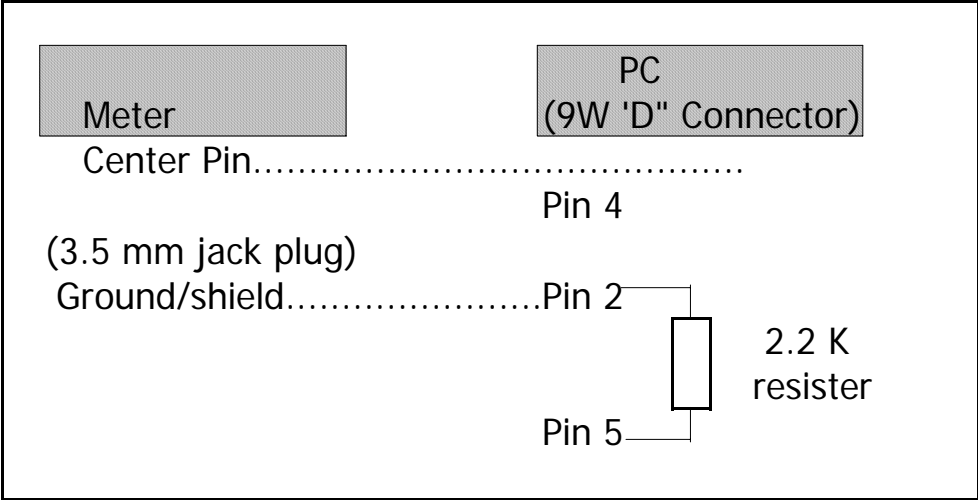 PC
Meter (9W 'D" Connector)
Center Pin............................................
Pin 4
(3.5 mm jack plug)
Ground/shield.......................Pin 2
2.2 K
resister
Pin 5